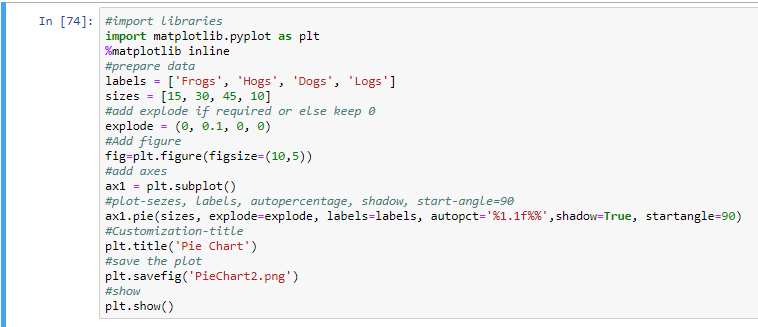 In [74]: #import libraries
import matplotlib.pyplot as plt
%matplotlib inline
#prepare data
labels = ['Frogs', 'Hogs', 'Dogs', 'Logs']
sizes = [15, 30, 45, 10]
#add explode if required or else keep 0
explode = (0, 0.1, 0, 0)
#Add figure
fig=plt.figure(figsize=(10,5))
#add axes
ax1 = plt.subplot()
#plot-sezes, labels, autopercentage, shadow, start-angle=90
ax1.pie(sizes, explode=explode, labels=labels, autopct='%1.1f%%',shadow=True, startangle=90)
#Customization-title
plt.title('Pie Chart')
#save the plot
plt.savefig('PieChart2.png')
#show
plt.show()